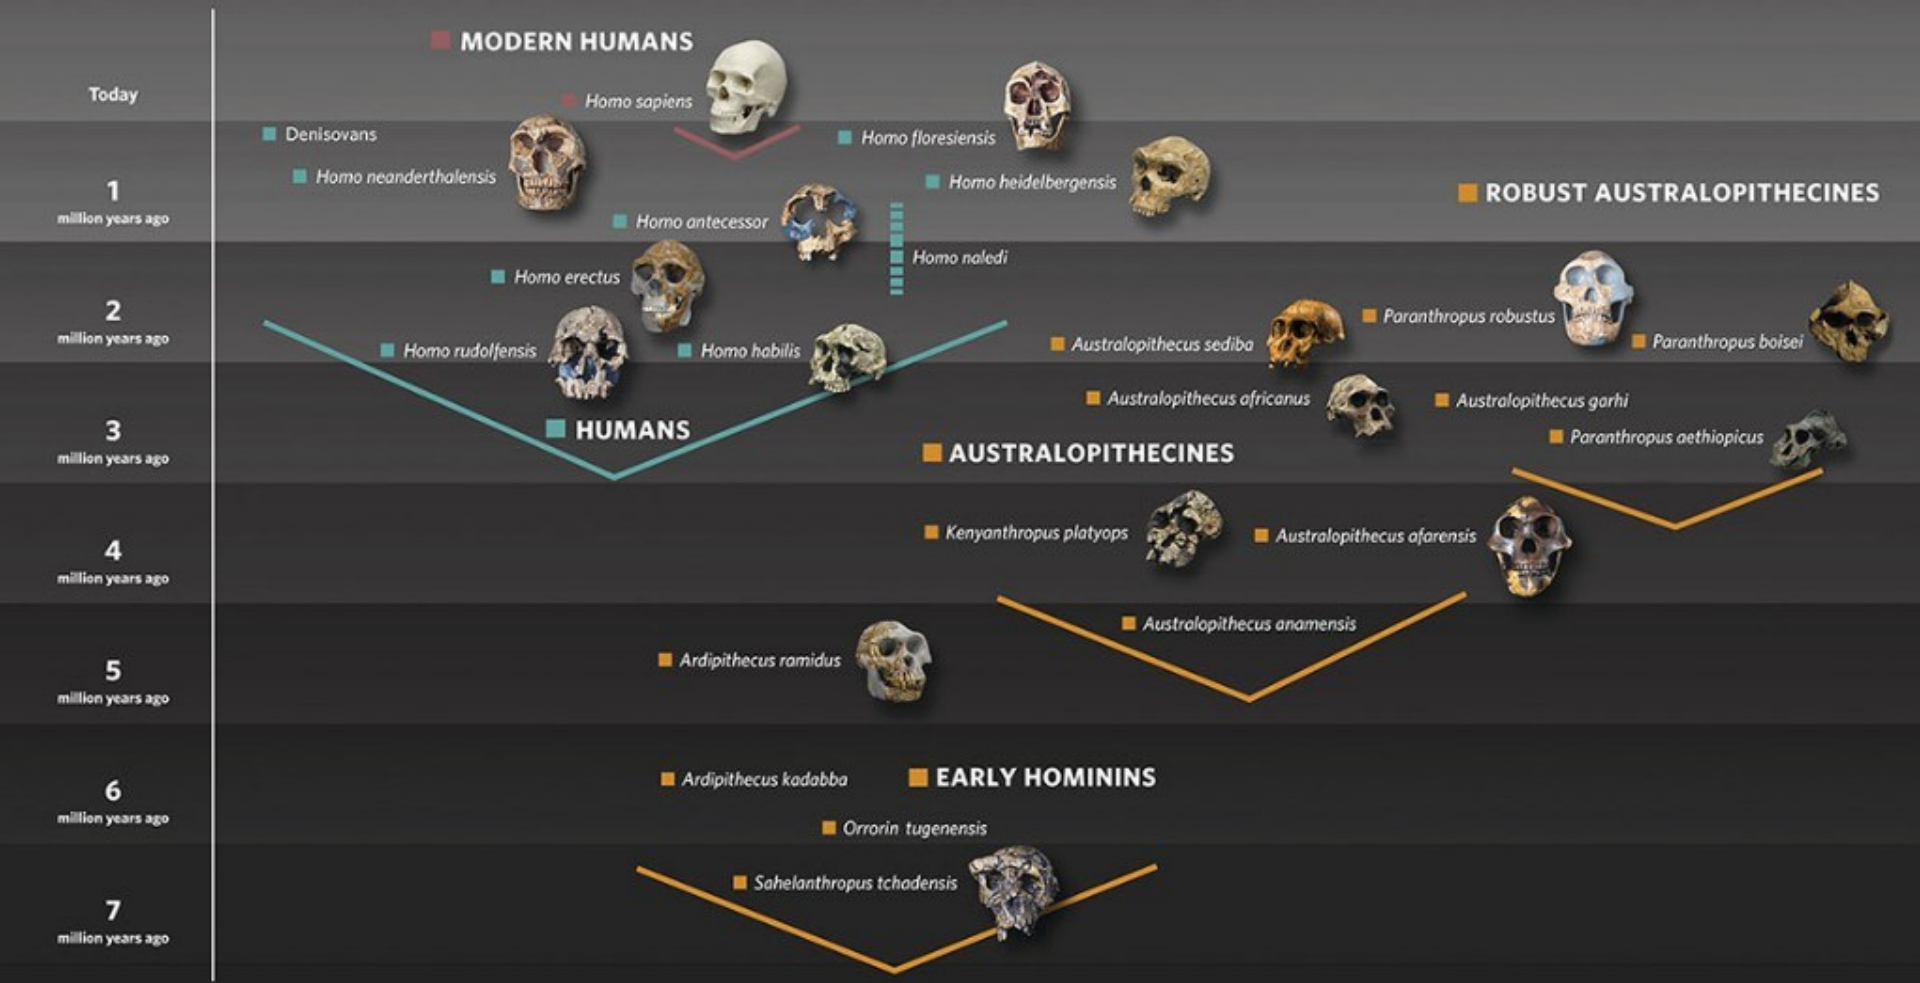 MODERN HUMANS
Today
Homo sapiens
Denisovans
Homo floresiensis
Homo neanderthalensis
Homo heidelbergensis
1
million years ago
ROBUST AUSTRALOPITHECINES
Homo antecessor
Homo naledi
Homo erectus
2
million years ago
Paranthropus robustus
Paranthropus boisei
Australopithecus sediba
Homo rudolfensis
Homo habilis
Australopithecus africanus
Australopithecus garhi
3
million years ago
HUMANS
Paranthropus aethiopicus
AUSTRALOPITHECINES
Kenyanthropus platyops
Australopithecus afarensis
4
million years ago
Australopithecus anamensis
Ardipithecus ramidus
5
million years ago
Ardipithecus kadabba
EARLY HOMININS
6
million years ago
Orrorin tugenensis
Sahelanthropus tchadensis
7
million years ago